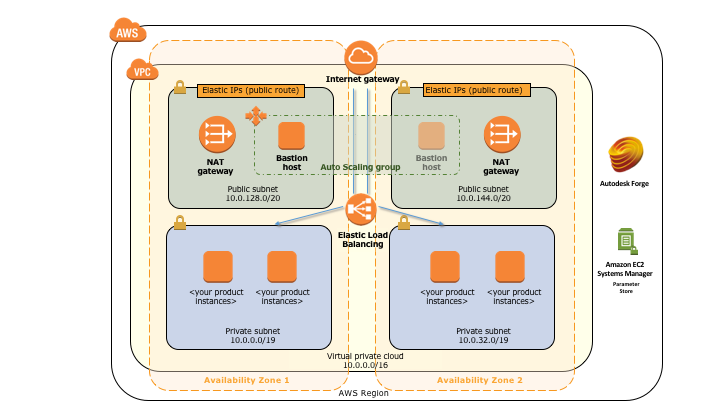 AWS
VPC
Internet gateway
Elastic IPs (public route)
Elastic IPs (public route)
NAT
gateway
Bastion
host
Auto Scaling group
Bastion
host
NAT
gateway
Public subnet
10.0.128.0/20
Public subnet
10.0.144.0/20
Autodesk Forge
Elastic Load
Balancing
Amazon EC2
Systems Manager
Parameter
Store
<your product
instances>
<your product
instances>
<your product
instances>
<your product
instances>
Private subnet
10.0.0.0/19
Private subnet
10.0.32.0/19
Virtual private cloud
10.0.0.0/16
Availability Zone 1
Availability Zone 2
AWS Region